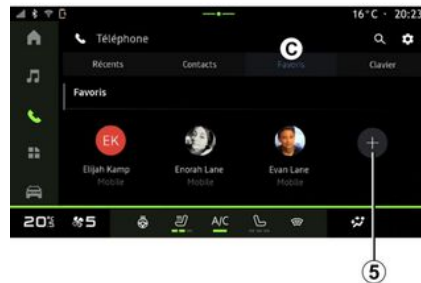 16°C · 20:23
Téléphone
C
Récents Contacts Favoris Clavier
Favoris
EK
Elijah Kamp Enorah Lane Evan Lane
Mobile Mobile Mobile
20°5 5 A/C
5